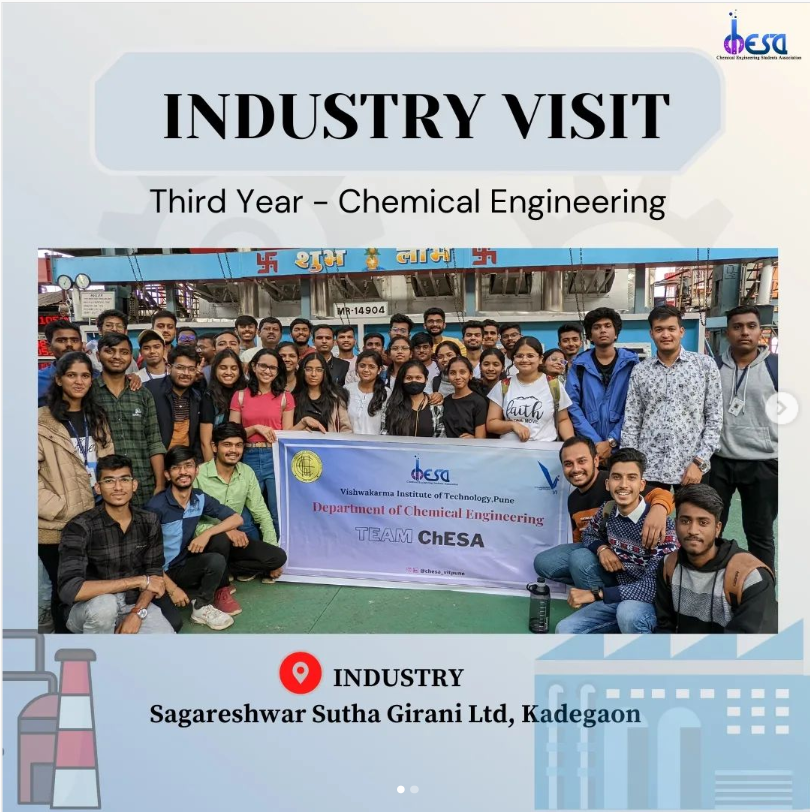 ChESA
Chemical Engineering Students Association
INDUSTRY VISIT
Third Year - Chemical Engineering
शुभ लाभ
MR-14904
faith
ChESA
Vishwakarma Institute of Technology,Pune
Department of Chemical Engineering
TEAM ChESA
@chesa_vitpune
INDUSTRY
Sagareshwar Sutha Girani Ltd, Kadegaon